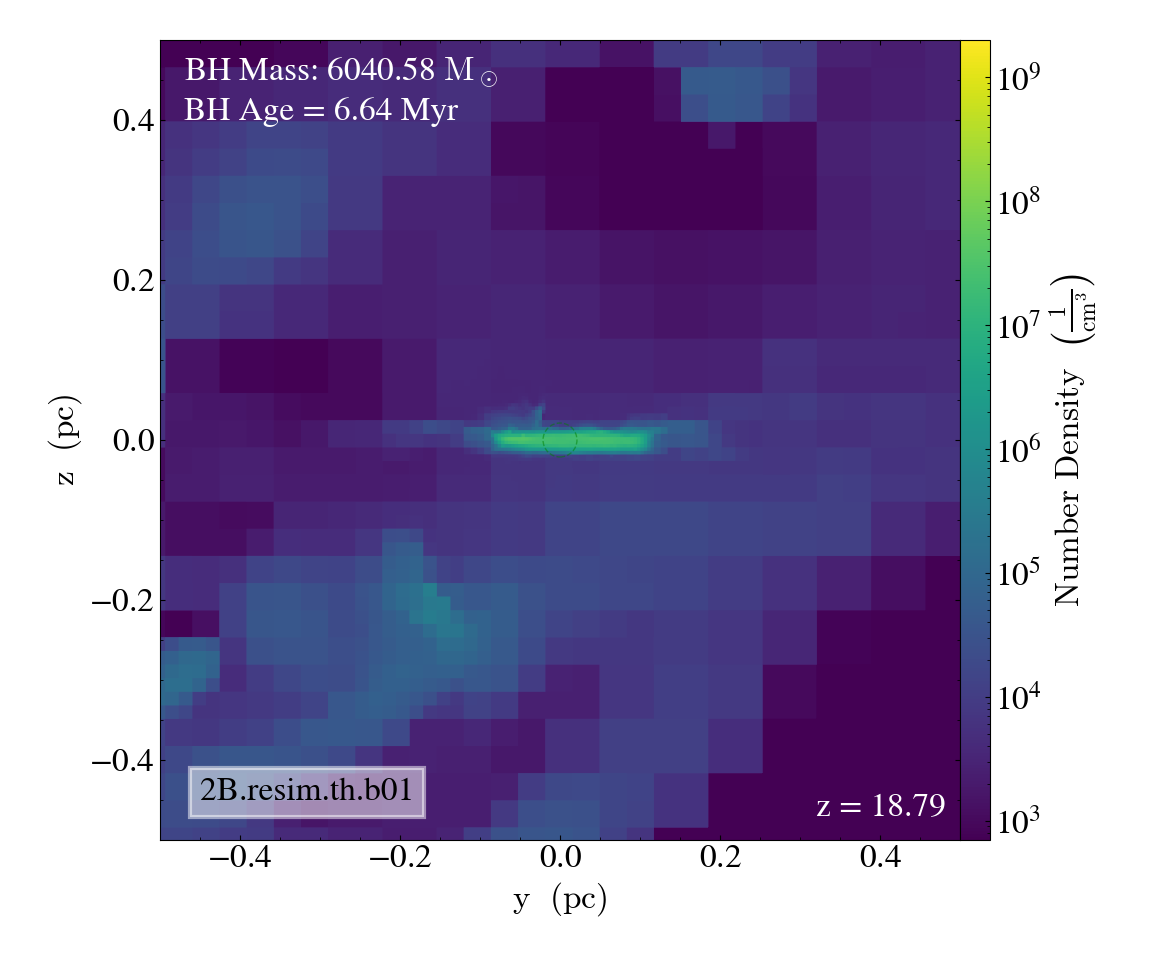 BH Mass: 6040.58 M☉
BH Age = 6.64 Myr
0.4
0.2
0.0
−0.2
−0.4
z (pc)
2B.resim.th.b01
z = 18.79
−0.4 −0.2 0.0 0.2 0.4
y (pc)
10⁹
10⁸
10⁷
10⁶
10⁵
10⁴
10³
Number Density (1/cm³)